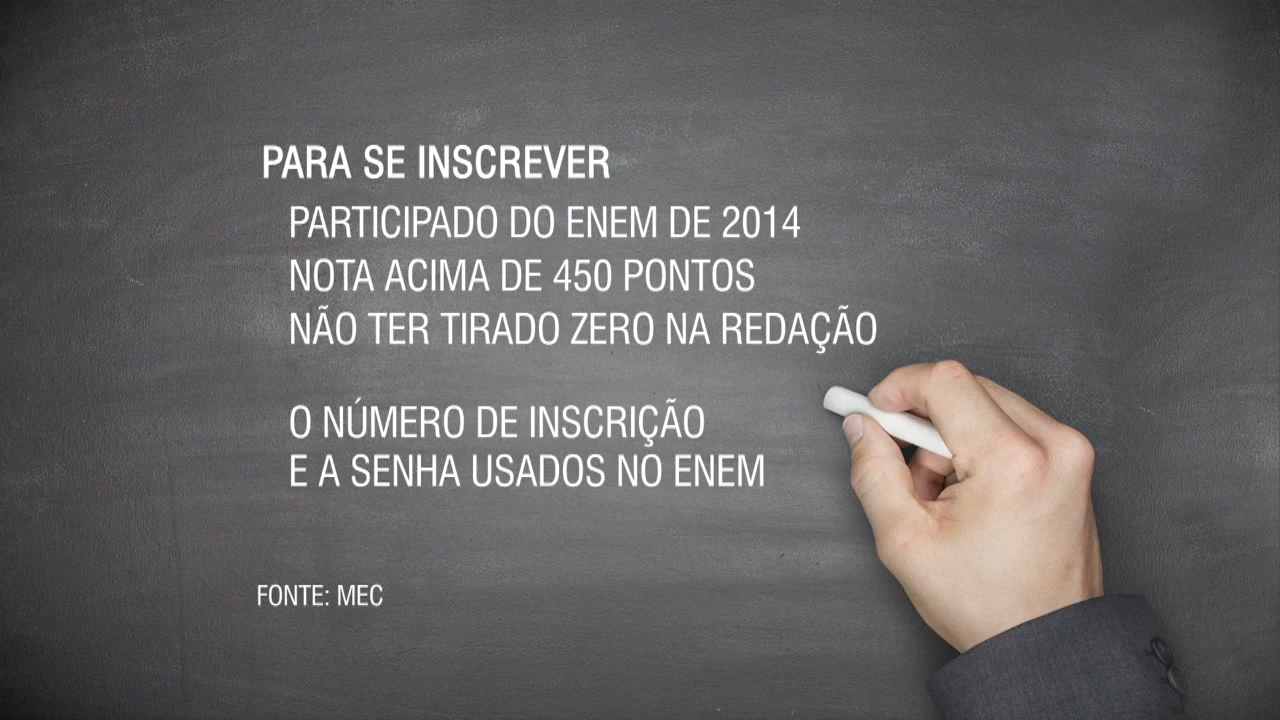 PARA SE INSCREVER
PARTICIPADO DO ENEM DE 2014
NOTA ACIMA DE 450 PONTOS
NÃO TER TIRADO ZERO NA REDAÇÃO
O NÚMERO DE INSCRIÇÃO
E A SENHA USADOS NO ENEM
FONTE: MEC